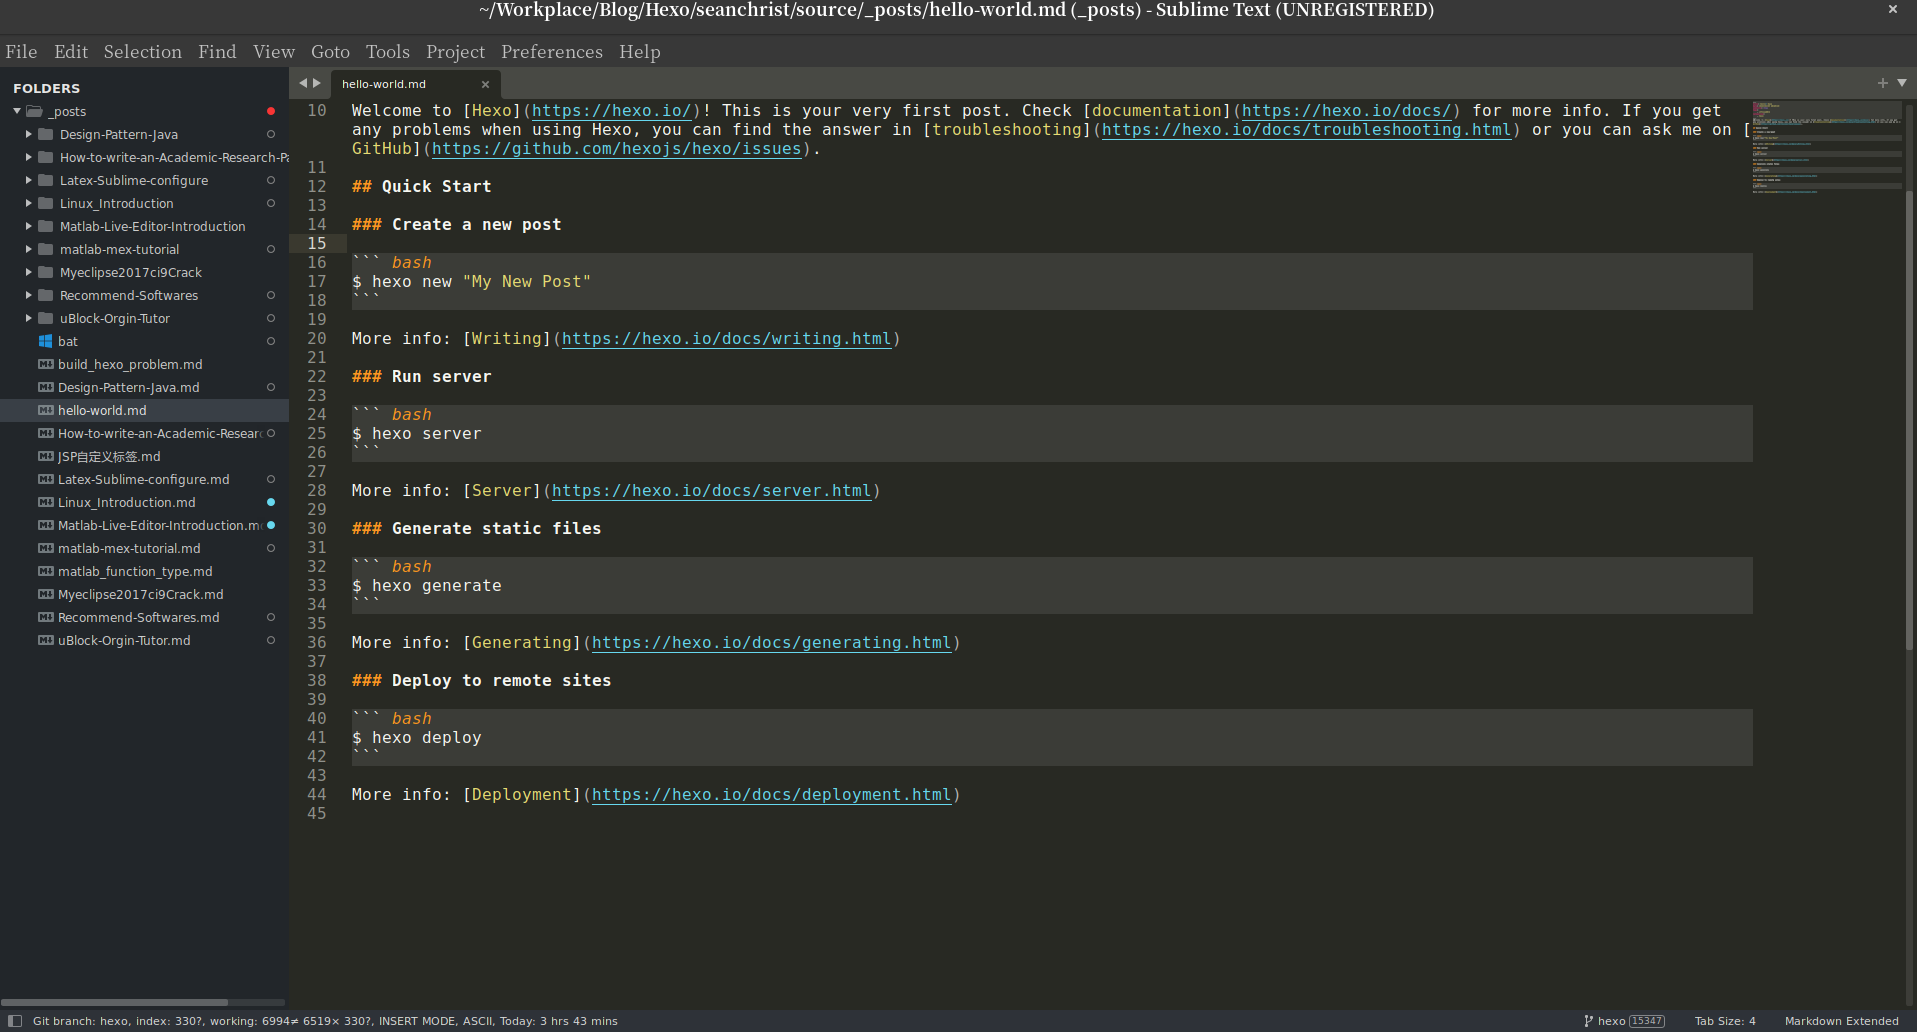 ~/Workplace/Blog/Hexo/seanchrist/source/_posts/hello-world.md (_posts) - Sublime Text (UNREGISTERED)
File Edit Selection Find View Goto Tools Project Preferences Help
FOLDERS
_posts
Design-Pattern-Java
How-to-write-an-Academic-Research-Pa
Latex-Sublime-configure
Linux_Introduction
Matlab-Live-Editor-Introduction
matlab-mex-tutorial
Myeclipse2017ci9Crack
Recommend-Softwares
uBlock-Orgin-Tutor
bat
build_hexo_problem.md
Design-Pattern-Java.md
hello-world.md
How-to-write-an-Academic-Researc
JSP自定义标签.md
Latex-Sublime-configure.md
Linux_Introduction.md
Matlab-Live-Editor-Introduction.m
matlab-mex-tutorial.md
matlab_function_type.md
Myeclipse2017ci9Crack.md
Recommend-Softwares.md
uBlock-Orgin-Tutor.md
hello-world.md
10 Welcome to [Hexo](https://hexo.io/)! This is your very first post. Check [documentation](https://hexo.io/docs/) for more info. If you get
any problems when using Hexo, you can find the answer in [troubleshooting](https://hexo.io/docs/troubleshooting.html) or you can ask me on [
GitHub](https://github.com/hexojs/hexo/issues).
11
12 ## Quick Start
13
14 ### Create a new post
15
16 ``` bash
17 $ hexo new "My New Post"
18 ```
19
20 More info: [Writing](https://hexo.io/docs/writing.html)
21
22 ### Run server
23
24 ``` bash
25 $ hexo server
26 ```
27
28 More info: [Server](https://hexo.io/docs/server.html)
29
30 ### Generate static files
31
32 ``` bash
33 $ hexo generate
34 ```
35
36 More info: [Generating](https://hexo.io/docs/generating.html)
37
38 ### Deploy to remote sites
39
40 ``` bash
41 $ hexo deploy
42 ```
43
44 More info: [Deployment](https://hexo.io/docs/deployment.html)
45
Git branch: hexo, index: 330?, working: 6994≠ 6519× 330?, INSERT MODE, ASCII, Today: 3 hrs 43 mins
hexo 15347 Tab Size: 4 Markdown Extended